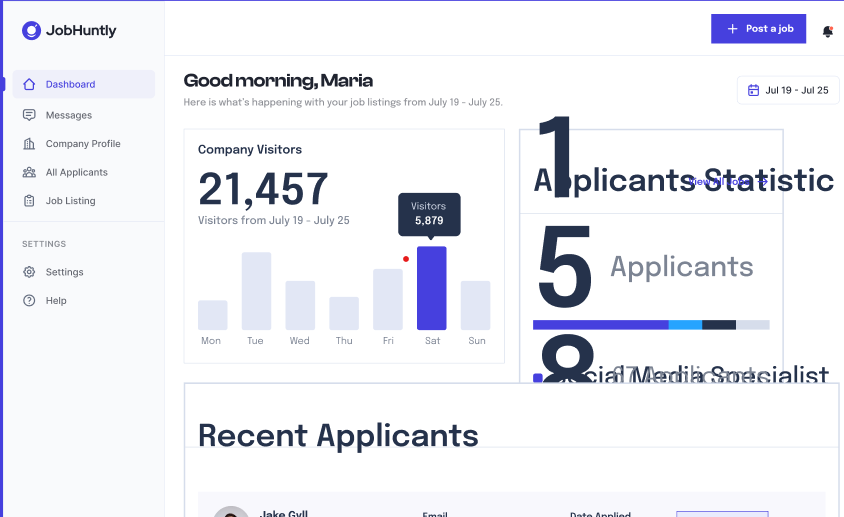 JobHuntly
Post a job
Dashboard
Messages
Company Profile
All Applicants
Job Listing
SETTINGS
Settings
Help
Good morning, Maria
Here is what's happening with your job listings from July 19 - July 25.
Jul 19 - Jul 25
Company Visitors
21,457
Visitors from July 19 - July 25
Visitors
5,879
Mon Tue Wed Thu Fri Sat Sun
1
Applicants Statistic
View All
5
Applicants
8
Social Media Specialist
67 Applicants
Recent Applicants
Jake Gyll
Email
Date Applied